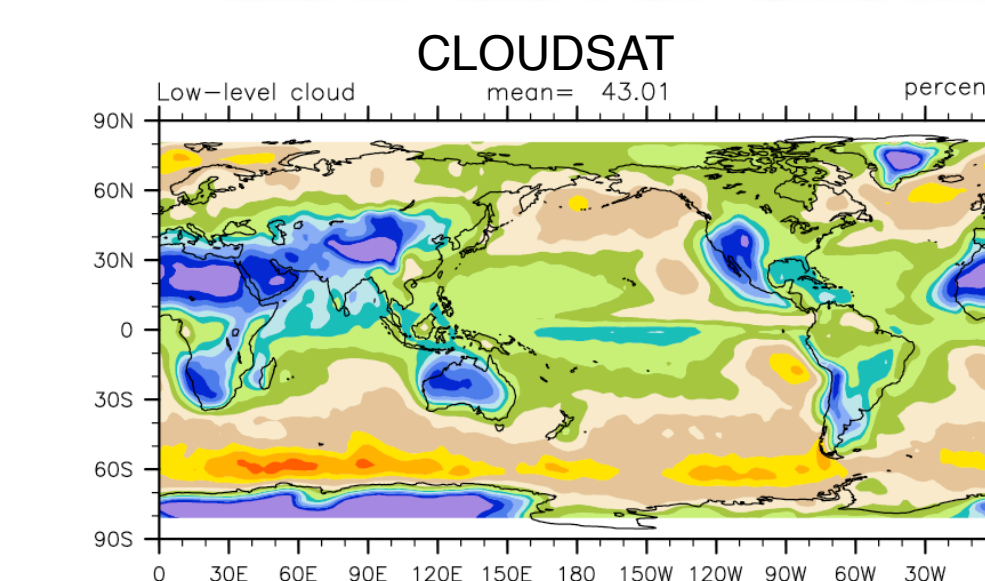 CLOUDSAT
Low-level cloud mean= 43.01 percen
90N
60N
30N
0
30S
60S
90S
0 30E 60E 90E 120E 150E 180 150W 120W 90W 60W 30W